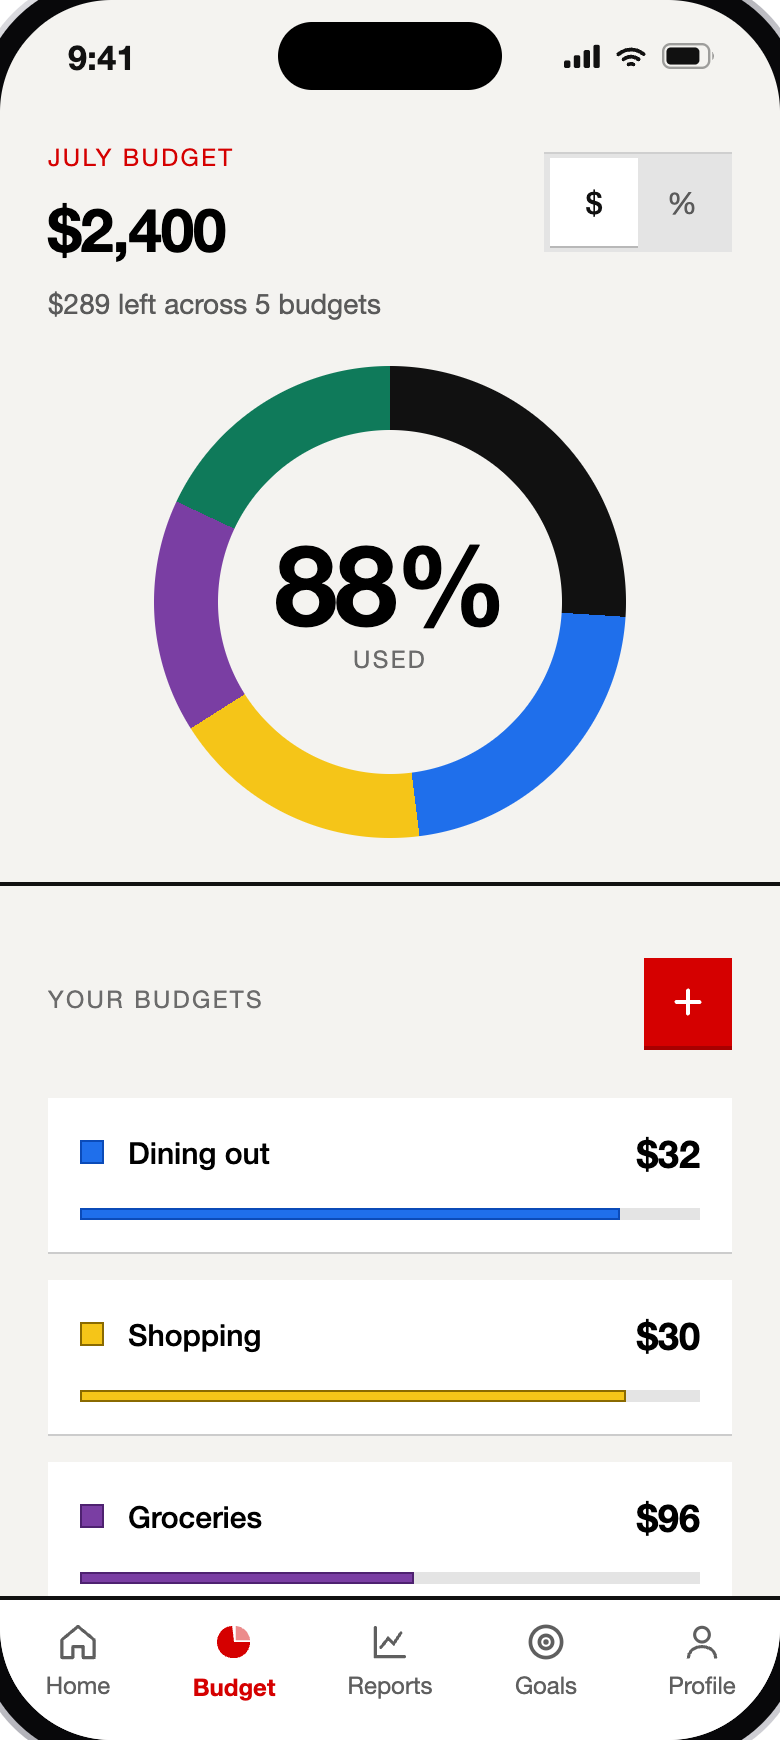 9:41
JULY BUDGET
$2,400
$289 left across 5 budgets
$ %
88%
USED
YOUR BUDGETS
+
Dining out $32
Shopping $30
Groceries $96
Home Budget Reports Goals Profile